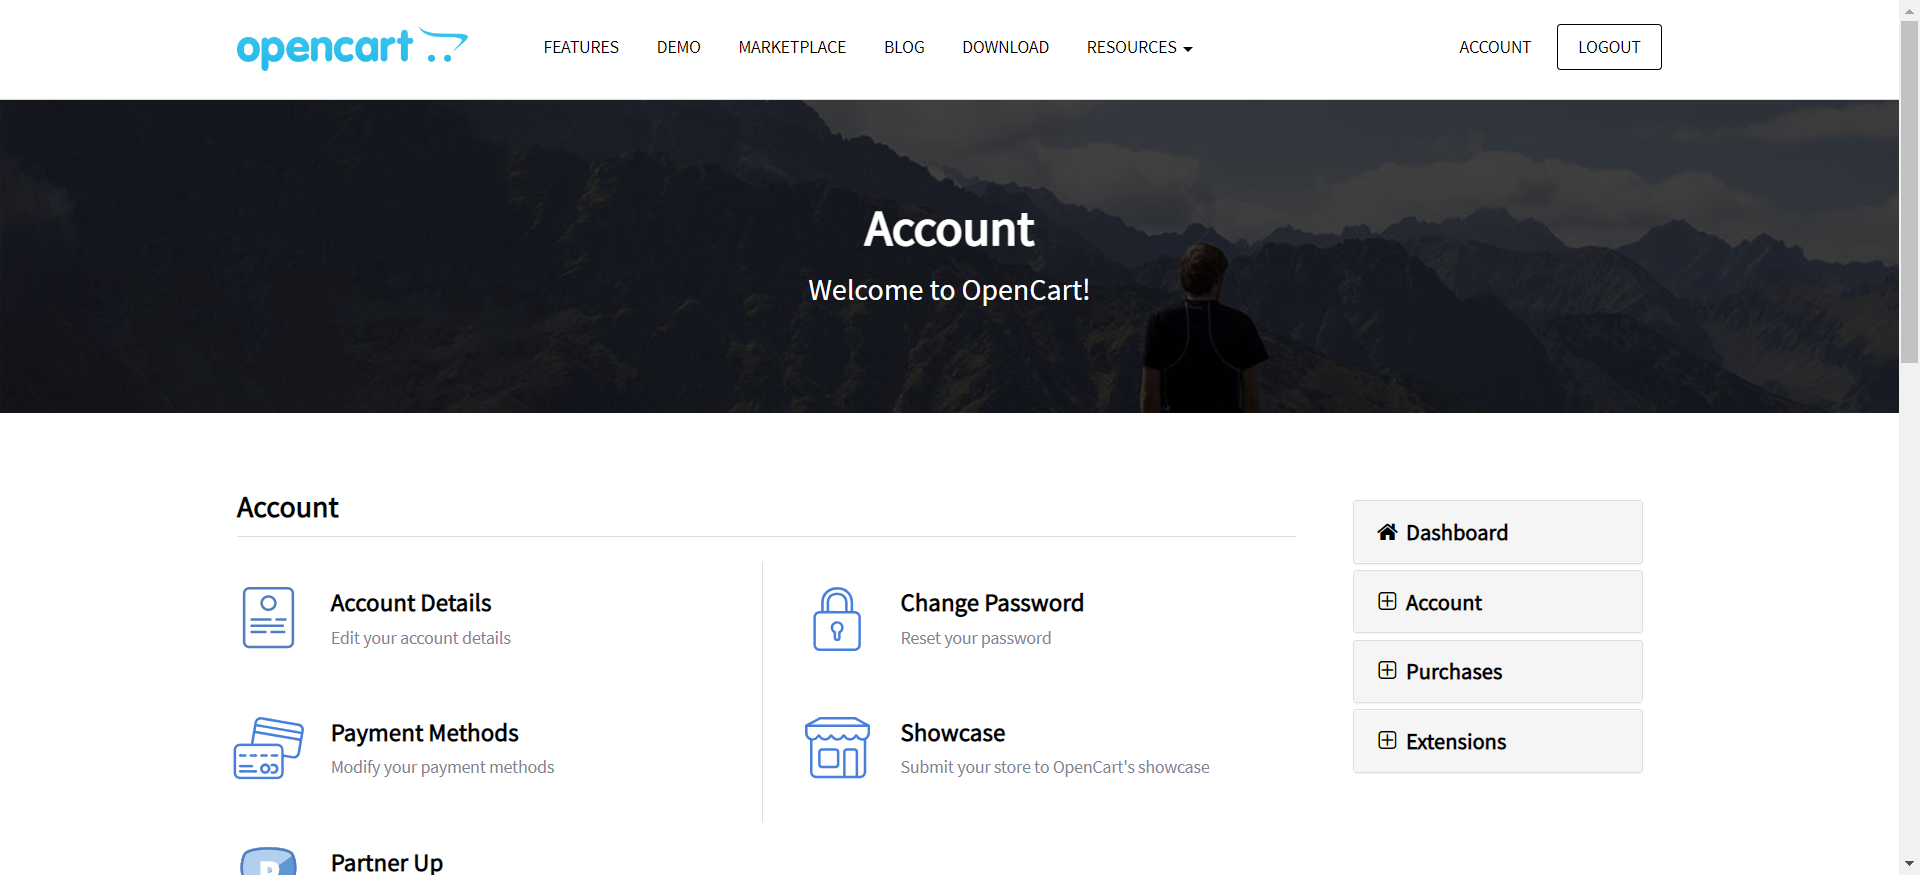 opencart
FEATURES DEMO MARKETPLACE BLOG DOWNLOAD RESOURCES ACCOUNT LOGOUT
Account
Welcome to OpenCart!
Account
Account Details
Edit your account details
Change Password
Reset your password
Payment Methods
Modify your payment methods
Showcase
Submit your store to OpenCart's showcase
Partner Up
Dashboard
Account
Purchases
Extensions